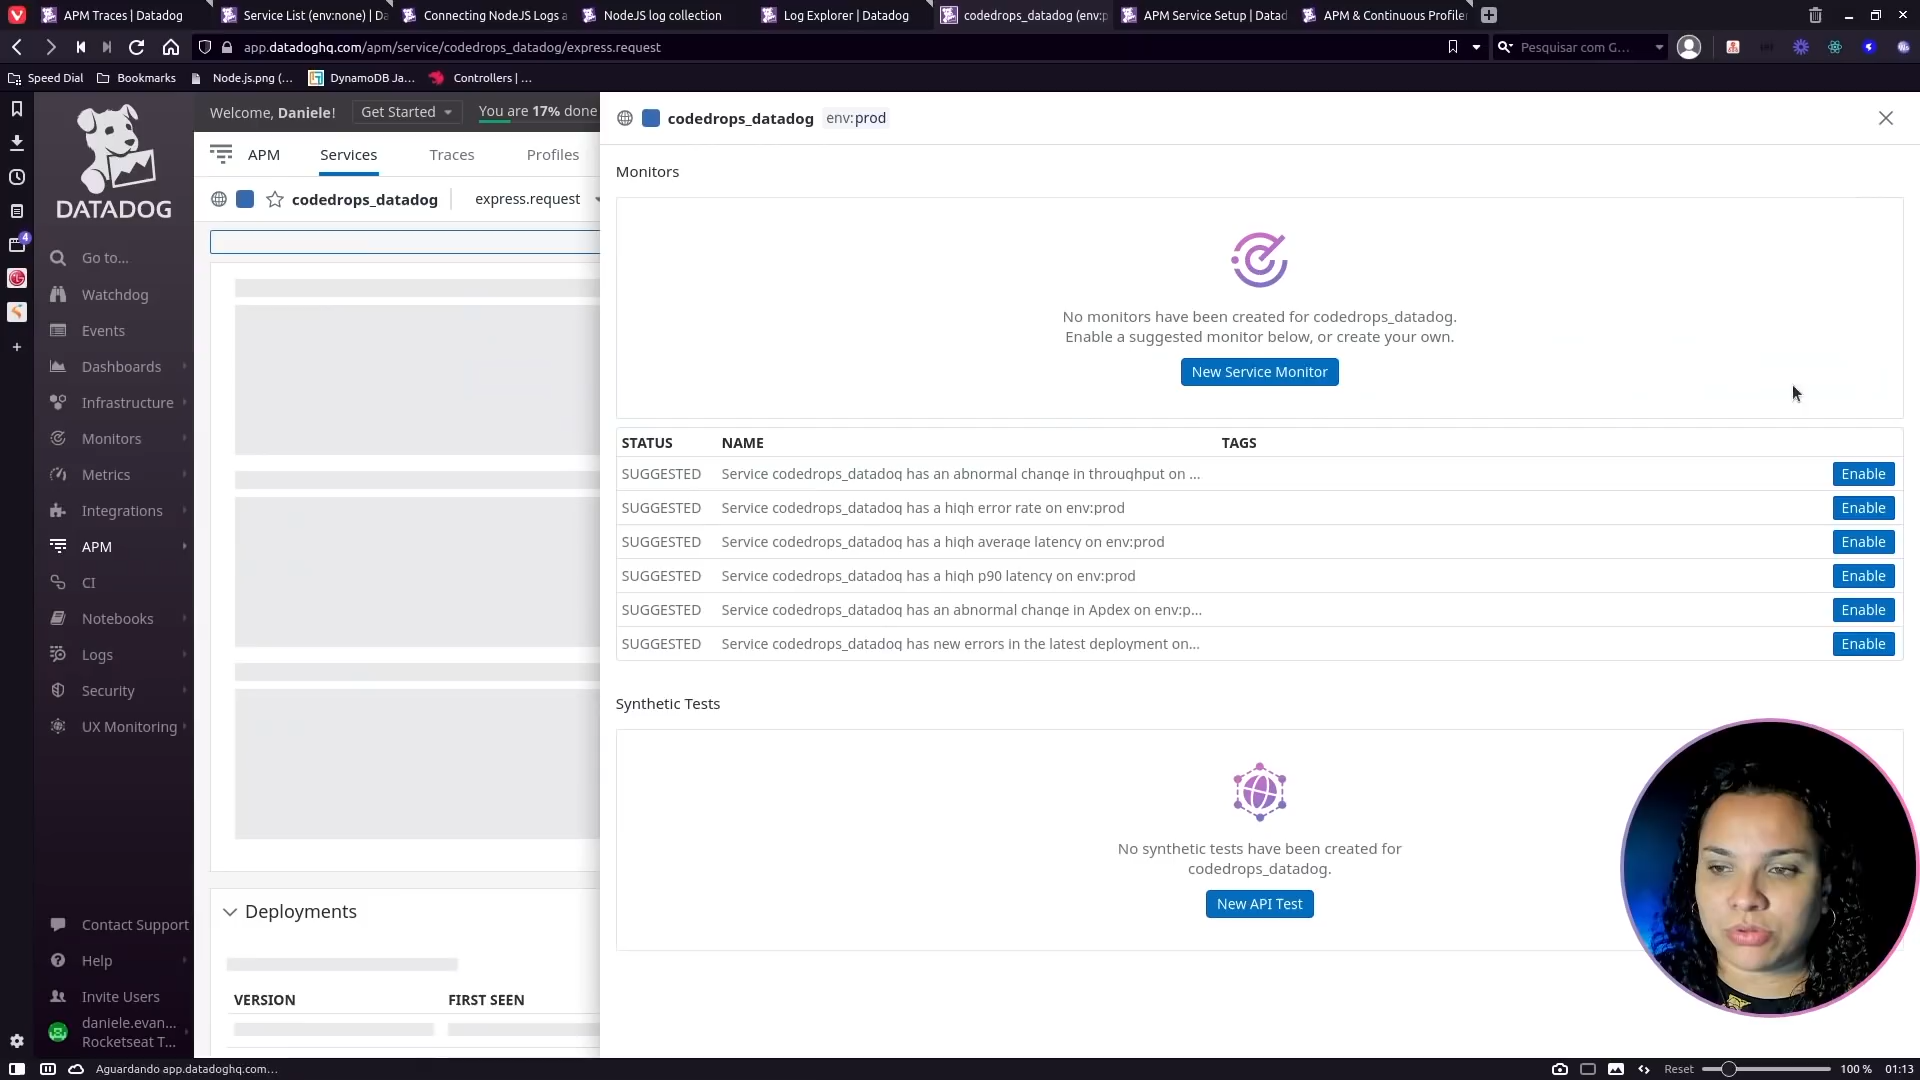 APM Traces | Datadog
Service List (env:none) | Da
Connecting NodeJS Logs a
NodeJS log collection
Log Explorer | Datadog
codedrops_datadog (env:p
APM Service Setup | Datad
APM & Continuous Profiler
app.datadoghq.com/apm/service/codedrops_datadog/express.request
Pesquisar com G...
Speed Dial
Bookmarks
Node.js.png (...
DynamoDB Ja...
Controllers | ...
Welcome, Daniele!
Get Started
You are 17% done
codedrops_datadog env:prod
DATADOG
APM
Services
Traces
Profiles
codedrops_datadog
express.request
4
Go to...
Watchdog
Events
Dashboards
Infrastructure
Monitors
Metrics
Integrations
APM
CI
Notebooks
Logs
Security
UX Monitoring
Contact Support
Help
Invite Users
daniele.evan...
Rocketseat T...
Deployments
VERSION
FIRST SEEN
Monitors
No monitors have been created for codedrops_datadog.
Enable a suggested monitor below, or create your own.
New Service Monitor
STATUS NAME TAGS
SUGGESTED Service codedrops_datadog has an abnormal change in throughput on ... Enable
SUGGESTED Service codedrops_datadog has a high error rate on env:prod Enable
SUGGESTED Service codedrops_datadog has a high average latency on env:prod Enable
SUGGESTED Service codedrops_datadog has a high p90 latency on env:prod Enable
SUGGESTED Service codedrops_datadog has an abnormal change in Apdex on env:p... Enable
SUGGESTED Service codedrops_datadog has new errors in the latest deployment on... Enable
Synthetic Tests
No synthetic tests have been created for
codedrops_datadog.
New API Test
Aguardando app.datadoghq.com...
Reset
100 %
01:13